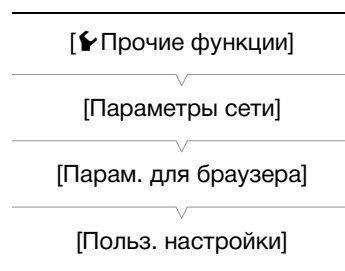 [Прочие функции]
[Параметры сети]
[Парам. для браузера]
[Польз. настройки]